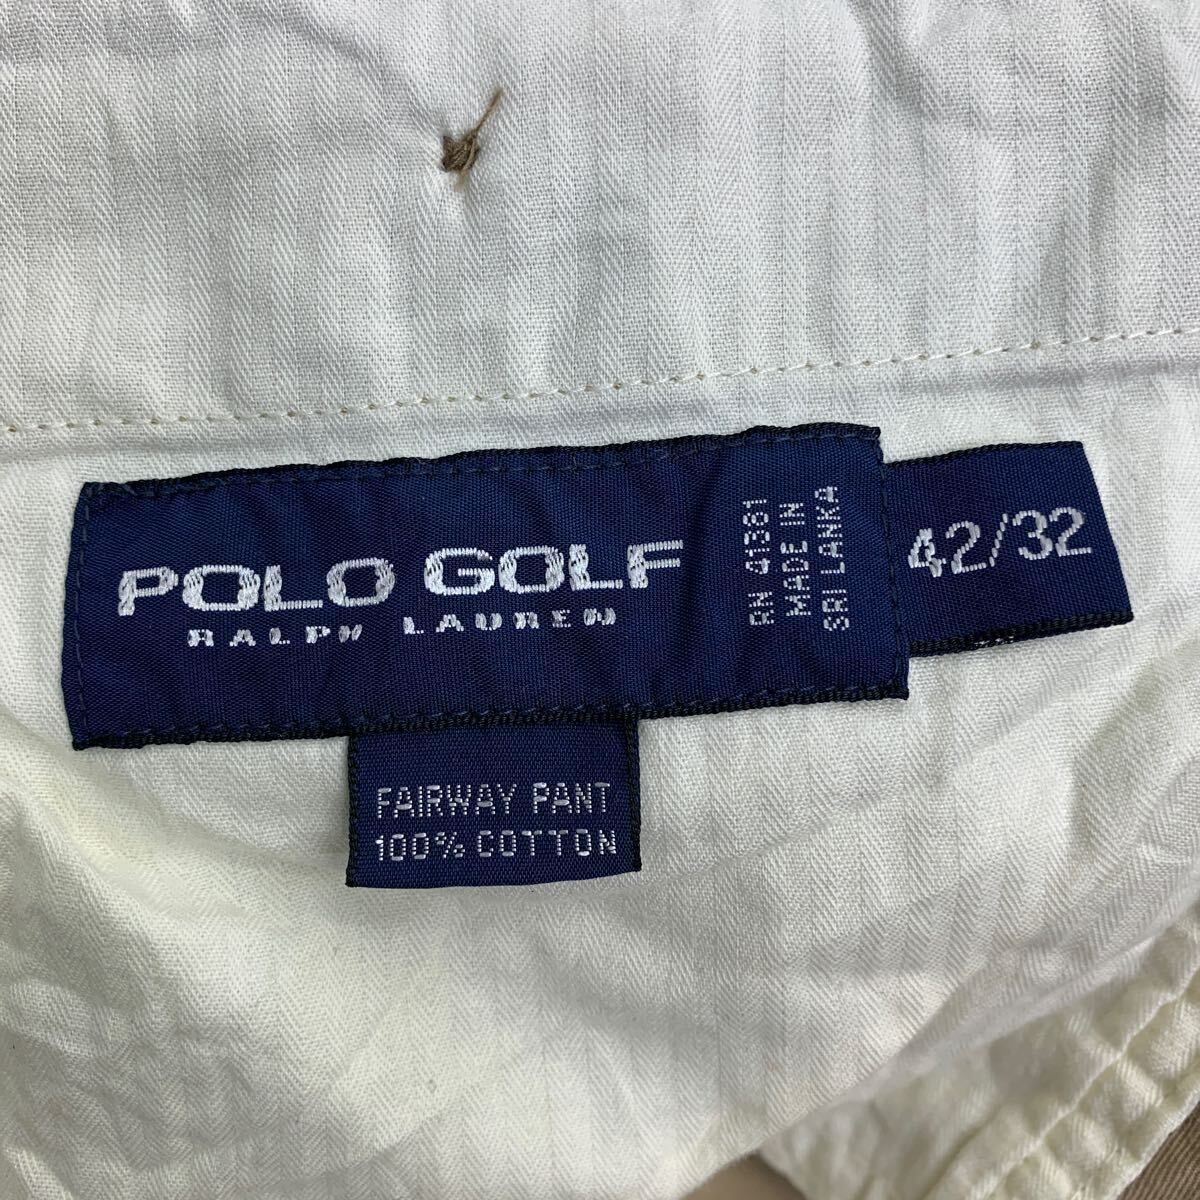 POLO GOLF
RALPH LAUREN
RN 41381
MADE IN
SRI LANKA
42/32
FAIRWAY PANT
100% COTTON